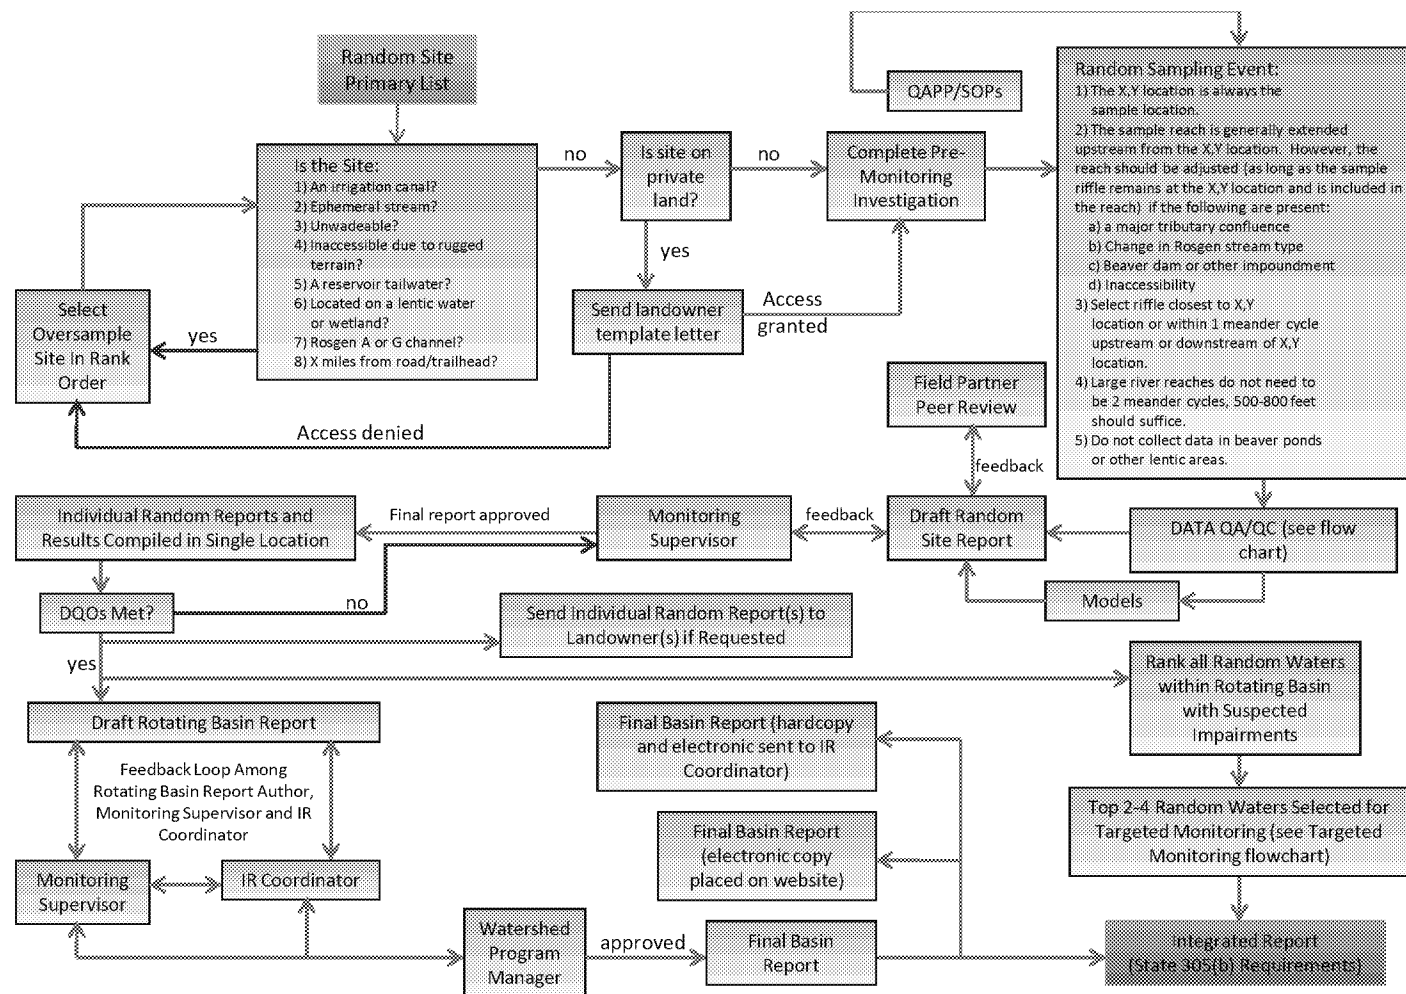 Random Site
Primary List
Is the Site:
1) An irrigation canal?
2) Ephemeral stream?
3) Unwadeable?
4) Inaccessible due to rugged
terrain?
5) A reservoir tailwater?
6) Located on a lentic water
or wetland?
7) Rosgen A or G channel?
8) X miles from road/trailhead?
no
Is site on
private
land?
no
yes
Complete Pre-
Monitoring
Investigation
QAPP/SOPs
Random Sampling Event:
1) The X,Y location is always the
sample location.
2) The sample reach is generally extended
upstream from the X,Y location. However, the
reach should be adjusted (as long as the sample
riffle remains at the X,Y location and is included in
the reach) if the following are present:
a) a major tributary confluence
b) Change in Rosgen stream type
c) Beaver dam or other impoundment
d) Inaccessibility
3) Select riffle closest to X,Y
location or within 1 meander cycle
upstream or downstream of X,Y
location.
4) Large river reaches do not need to
be 2 meander cycles, 500-800 feet
should suffice.
5) Do not collect data in beaver ponds
or other lentic areas.
Select
Oversample
Site In Rank
Order
yes
Send landowner
template letter
Access
granted
Access denied
Field Partner
Peer Review
feedback
Individual Random Reports and
Results Compiled in Single Location
Final report approved
Monitoring
Supervisor
feedback
Draft Random
Site Report
DATA QA/QC (see flow
chart)
Models
DQOs Met?
no
yes
Send Individual Random Report(s) to
Landowner(s) if Requested
Rank all Random Waters
within Rotating Basin
with Suspected
Impairments
Draft Rotating Basin Report
Feedback Loop Among
Rotating Basin Report Author,
Monitoring Supervisor and IR
Coordinator
Final Basin Report (hardcopy
and electronic sent to IR
Coordinator)
Top 2-4 Random Waters Selected for
Targeted Monitoring (see Targeted
Monitoring flowchart)
Final Basin Report
(electronic copy
placed on website)
Monitoring
Supervisor
IR Coordinator
Watershed
Program
Manager
approved
Final Basin
Report
Integrated Report
(State 305(b) Requirements)